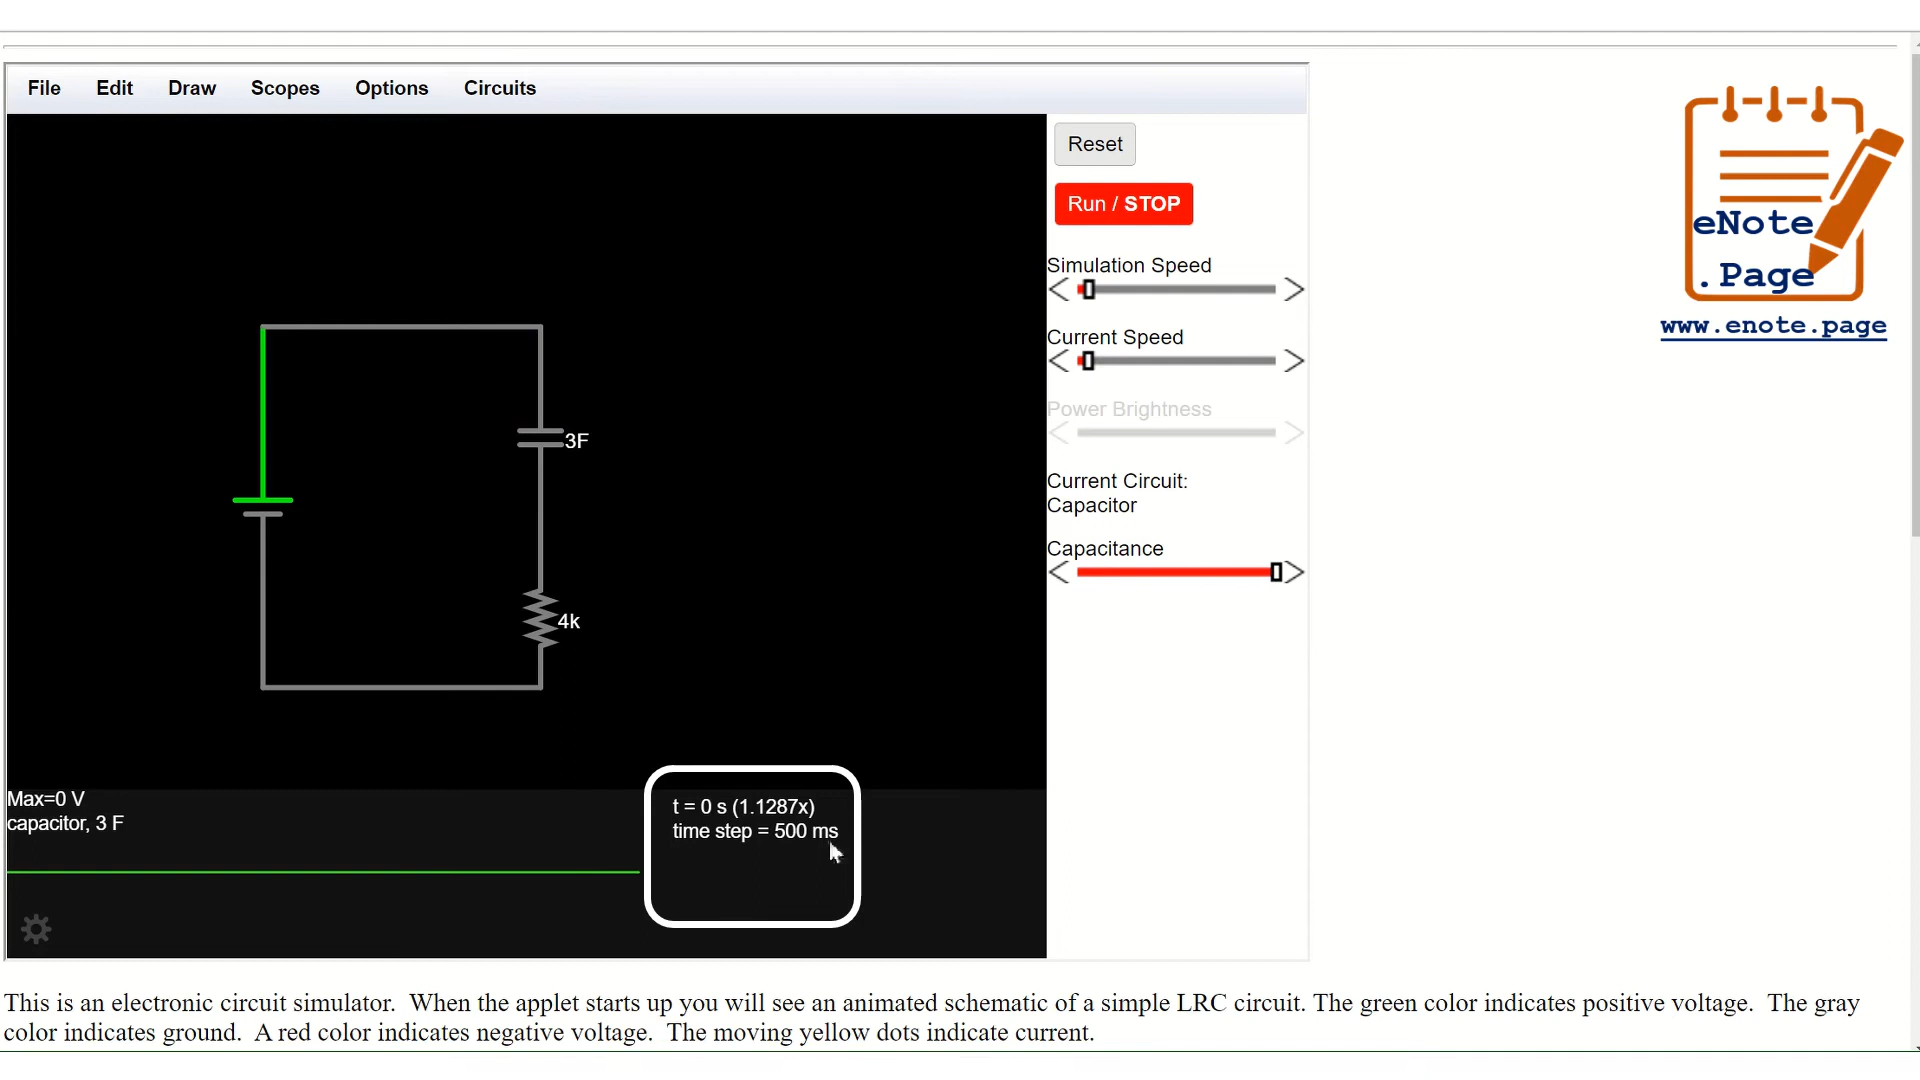 File Edit Draw Scopes Options Circuits
Reset
Run / STOP
Simulation Speed
Current Speed
Power Brightness
Current Circuit:
Capacitor
Capacitance
eNote
.Page
www.enote.page
3F
4k
Max=0 V
capacitor, 3 F
t = 0 s (1.1287x)
time step = 500 ms
This is an electronic circuit simulator.  When the applet starts up you will see an animated schematic of a simple LRC circuit. The green color indicates positive voltage.  The gray
color indicates ground.  A red color indicates negative voltage.  The moving yellow dots indicate current.